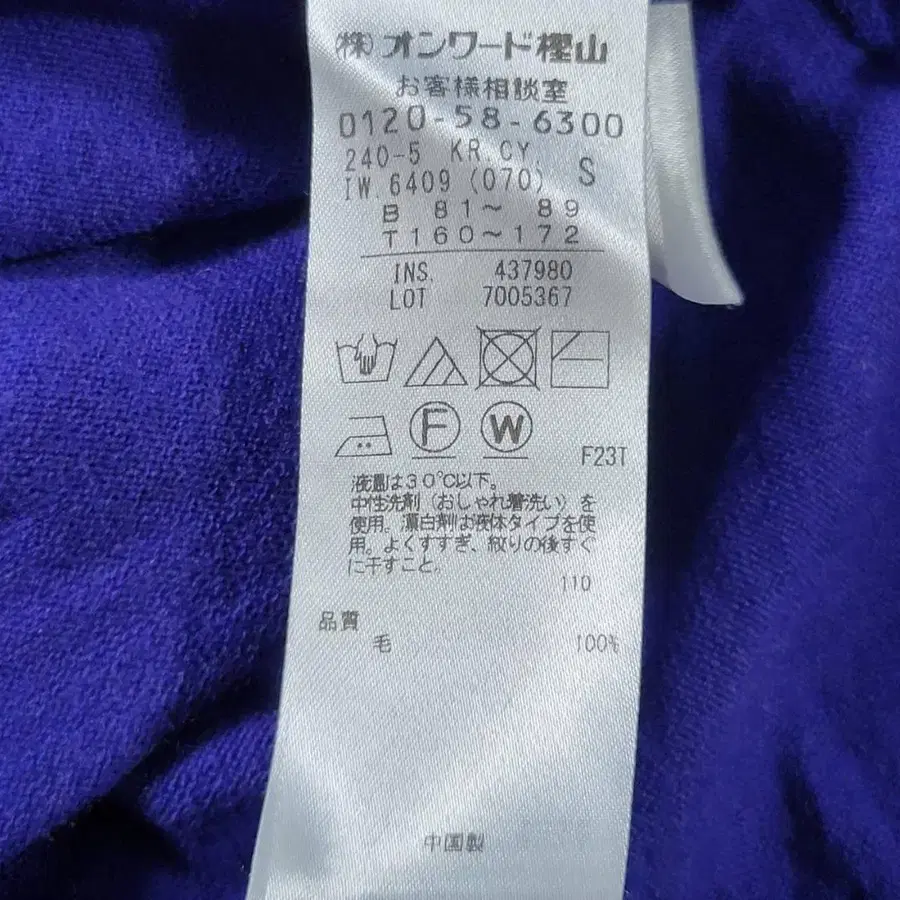 (株)オンワード樫山
お客様相談室
0120-58-6300
240-5 KR.CY. S
IW.6409 (070)
B 81〜 89
T160〜172
INS. 437980
LOT 7005367
F
W
F23T
液温は30℃以下。
中性洗剤（おしゃれ着洗い）を
使用。漂白剤は液体タイプを使
用。よくすすぎ、絞りの後すぐ
に干すこと。
110
品質
毛 100%
中国製